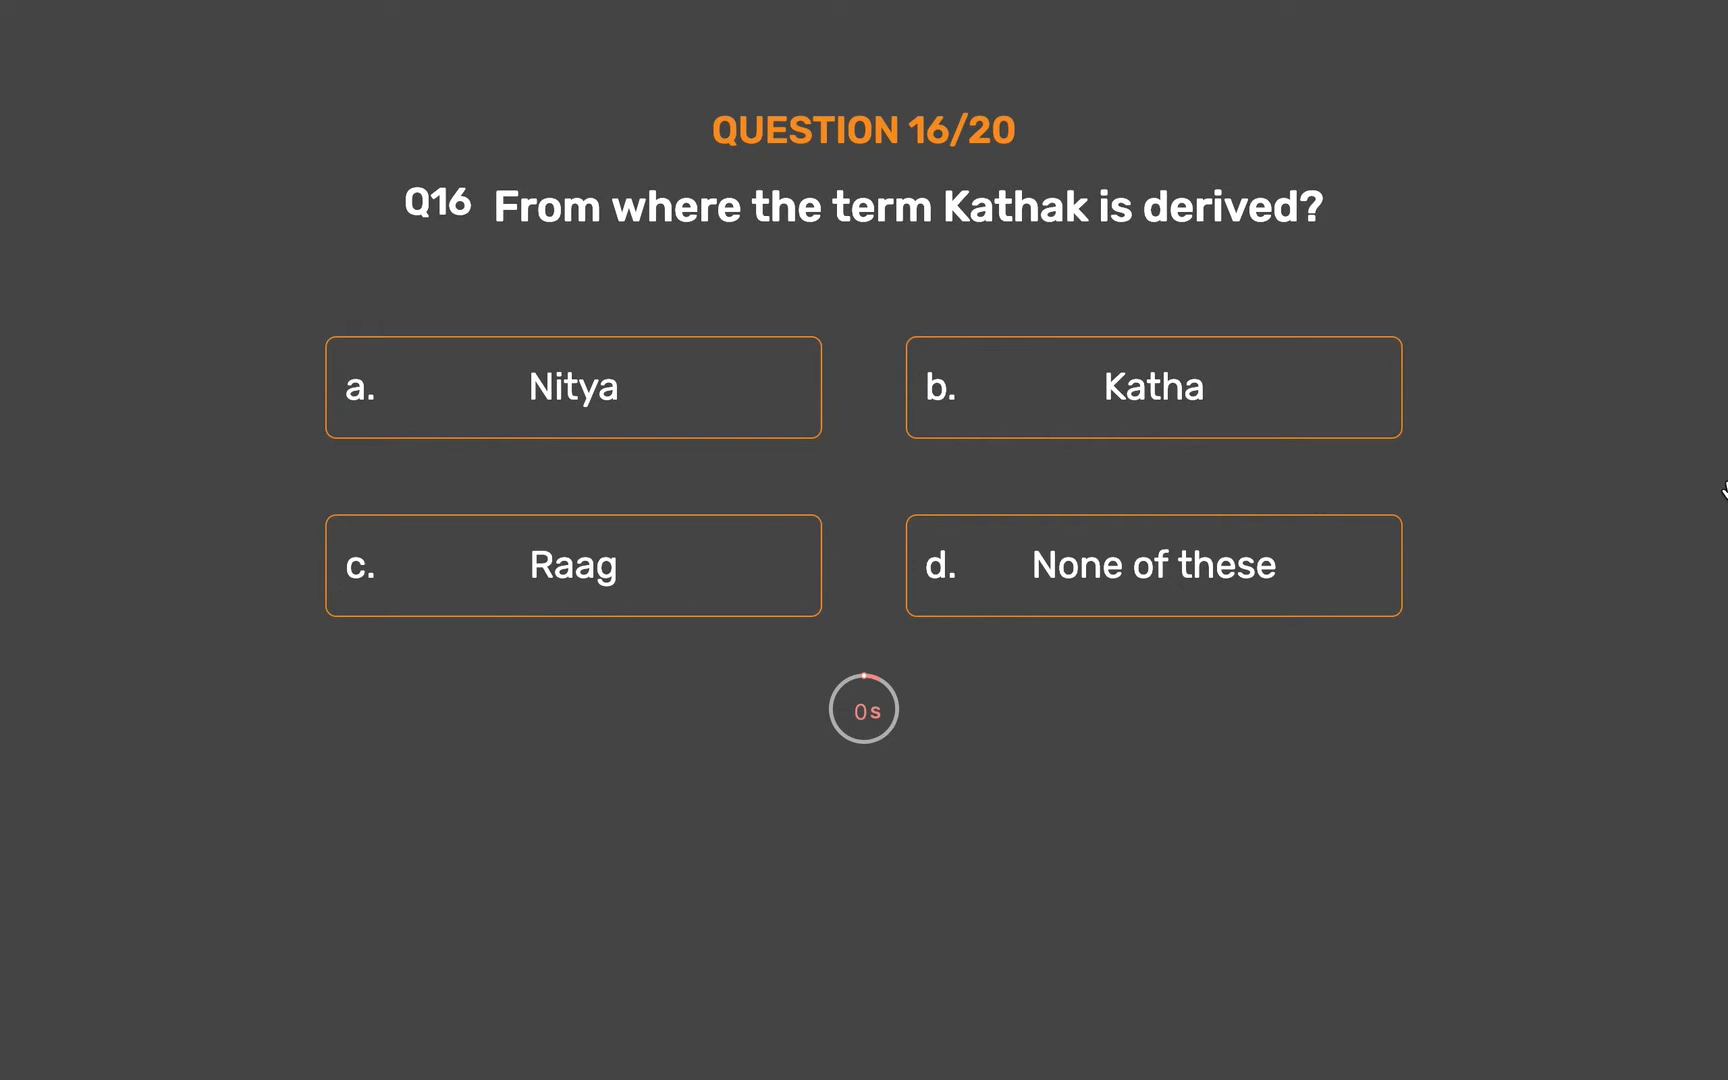 QUESTION 16/20
Q16 From where the term Kathak is derived?
a. Nitya
b. Katha
c. Raag
d. None of these
0s